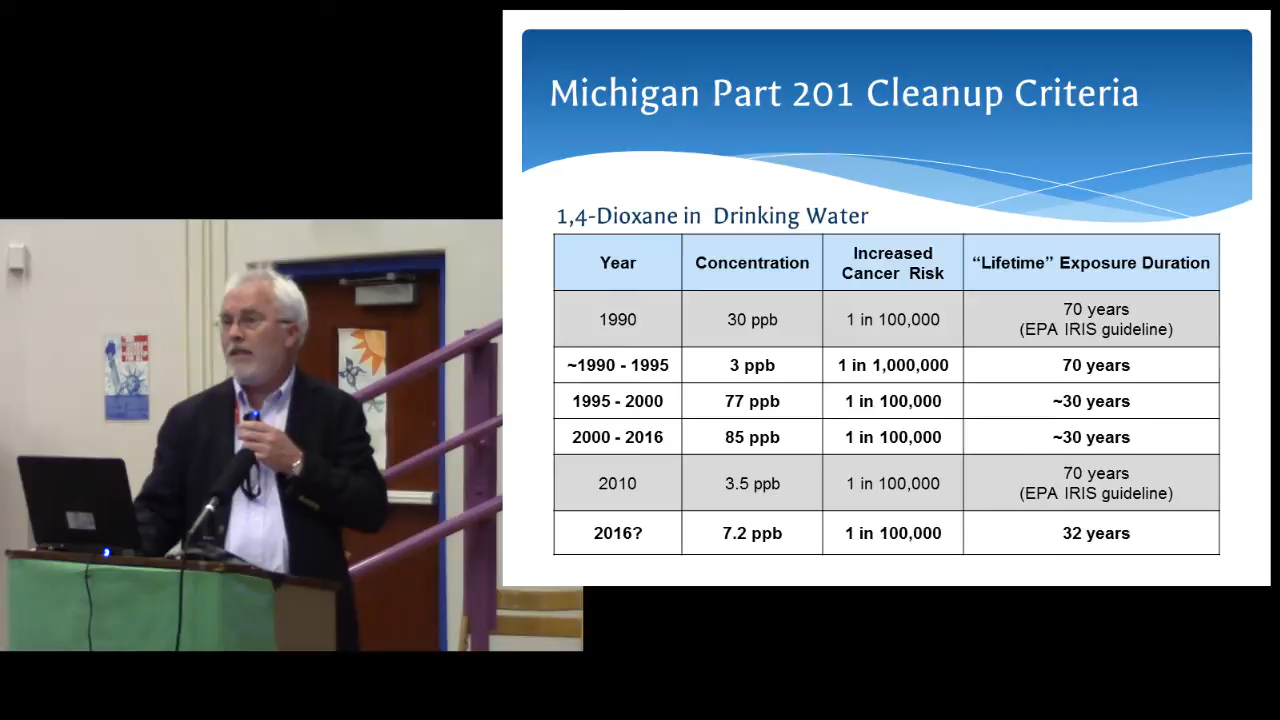 Michigan Part 201 Cleanup Criteria
1,4-Dioxane in Drinking Water
Year Concentration Increased Cancer Risk “Lifetime” Exposure Duration
1990 30 ppb 1 in 100,000 70 years (EPA IRIS guideline)
~1990 - 1995 3 ppb 1 in 1,000,000 70 years
1995 - 2000 77 ppb 1 in 100,000 ~30 years
2000 - 2016 85 ppb 1 in 100,000 ~30 years
2010 3.5 ppb 1 in 100,000 70 years (EPA IRIS guideline)
2016? 7.2 ppb 1 in 100,000 32 years